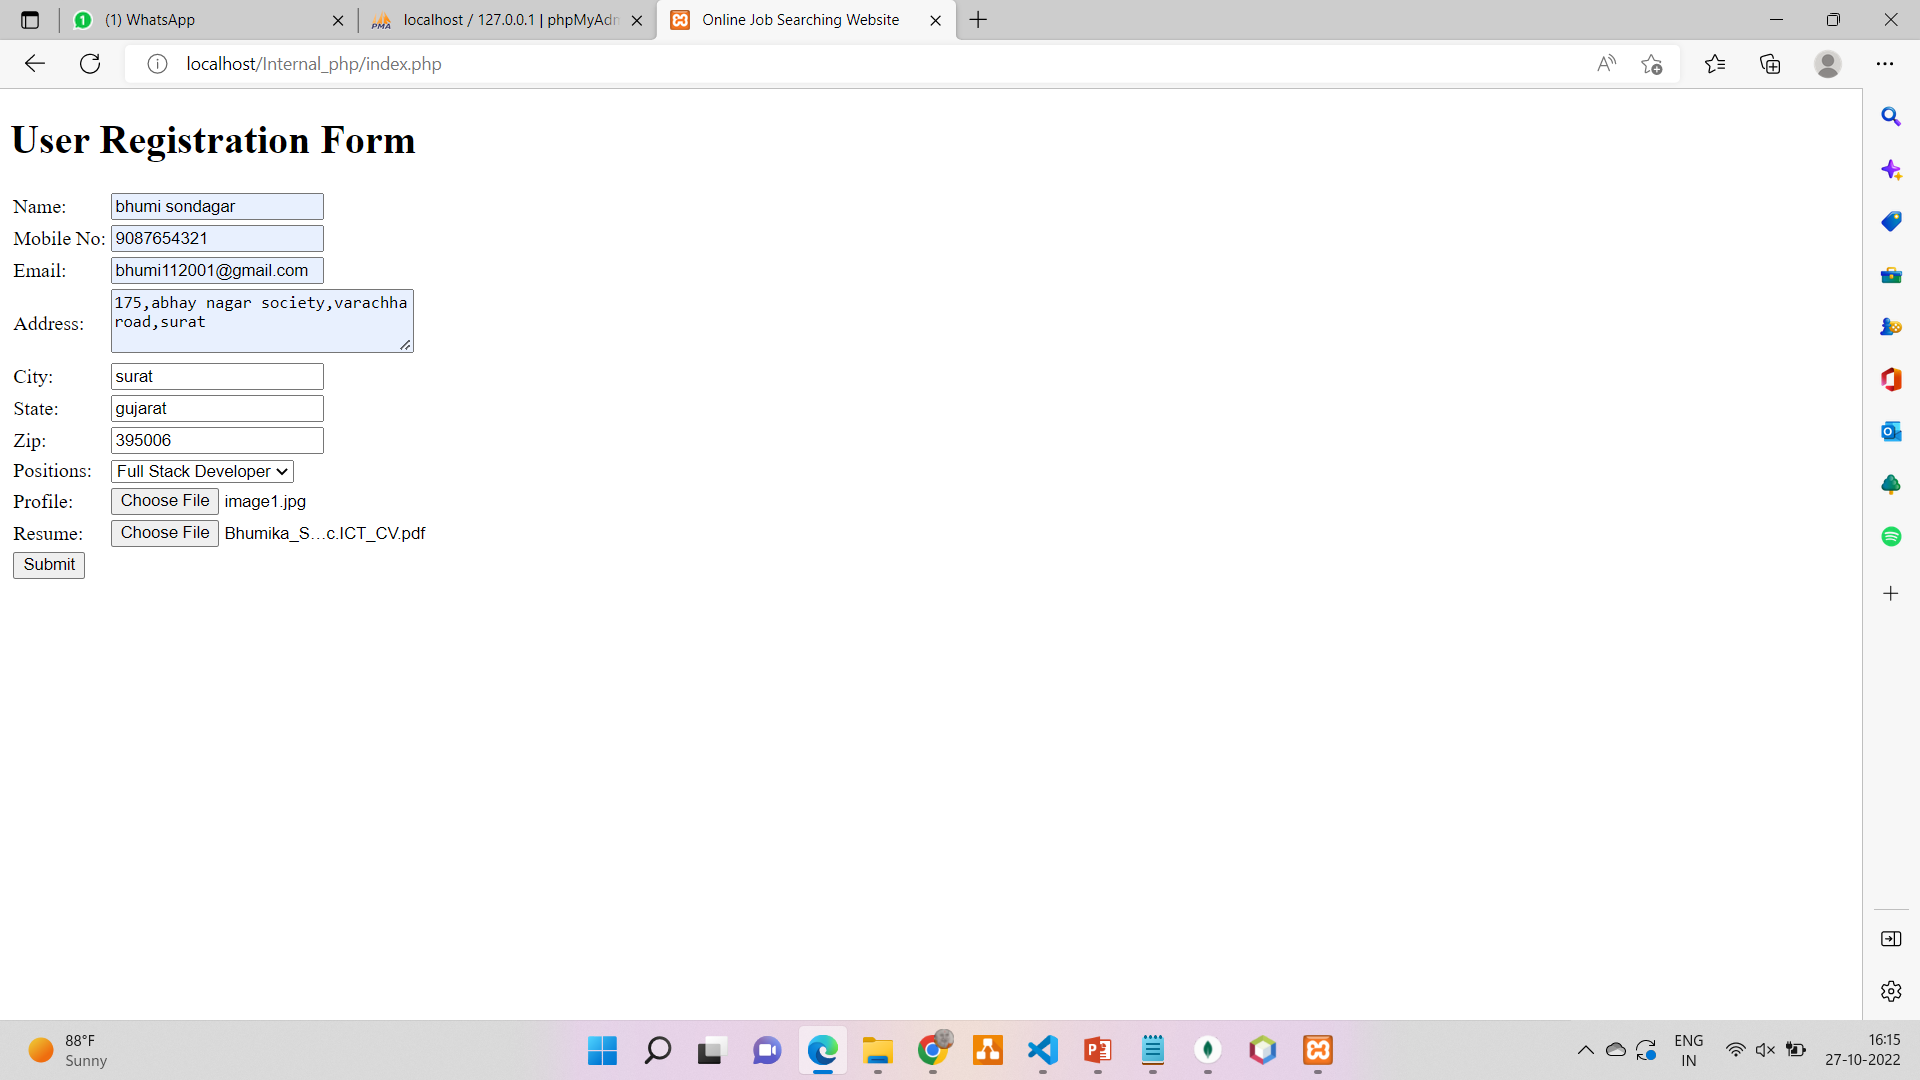 (1) WhatsApp
localhost / 127.0.0.1 | phpMyAdm
Online Job Searching Website
localhost/Internal_php/index.php
User Registration Form
Name: bhumi sondagar
Mobile No: 9087654321
Email: bhumi112001@gmail.com
Address: 175,abhay nagar society,varachha
road,surat
City: surat
State: gujarat
Zip: 395006
Positions: Full Stack Developer
Profile: Choose File image1.jpg
Resume: Choose File Bhumika_S...c.ICT_CV.pdf
Submit
88°F
Sunny
ENG
IN
16:15
27-10-2022